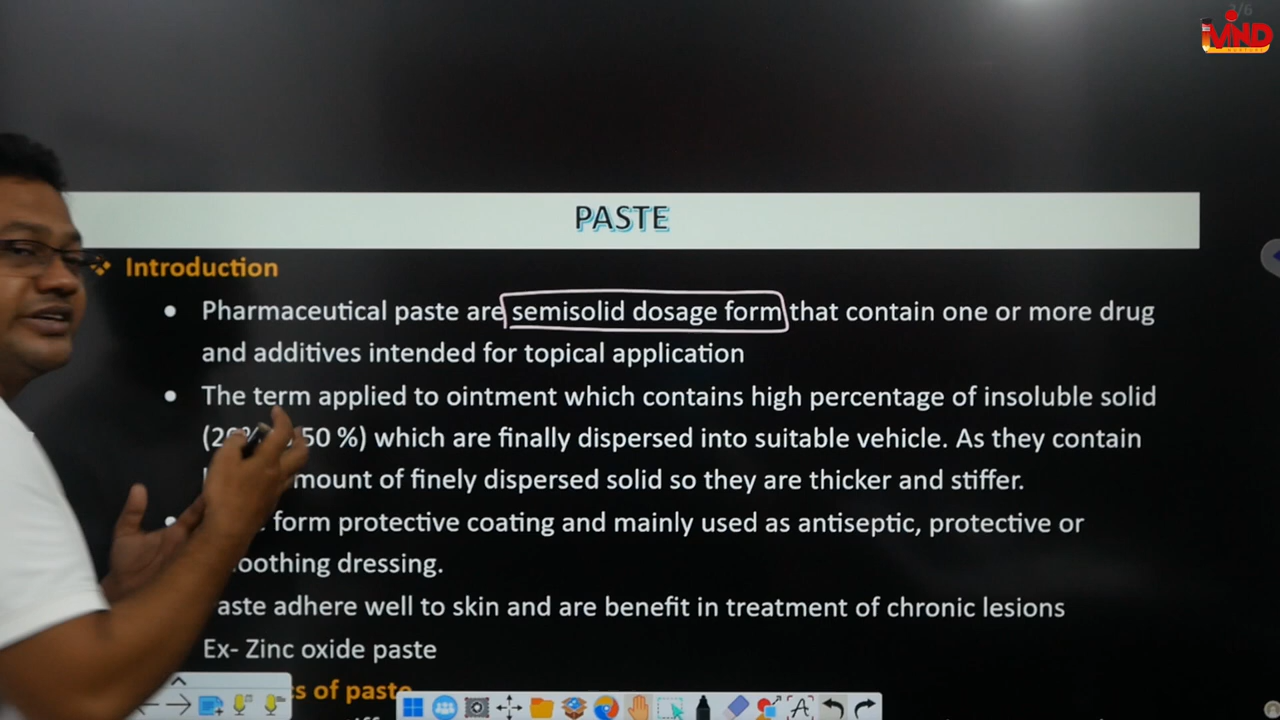 2/6
MIND
PASTE
❖ Introduction
• Pharmaceutical paste are semisolid dosage form that contain one or more drug
and additives intended for topical application
• The term applied to ointment which contains high percentage of insoluble solid
50 %) which are finally dispersed into suitable vehicle. As they contain
of finely dispersed solid so they are thicker and stiffer.
form protective coating and mainly used as antiseptic, protective or
dressing.
adhere well to skin and are benefit in treatment of chronic lesions
Ex- Zinc oxide paste
of paste